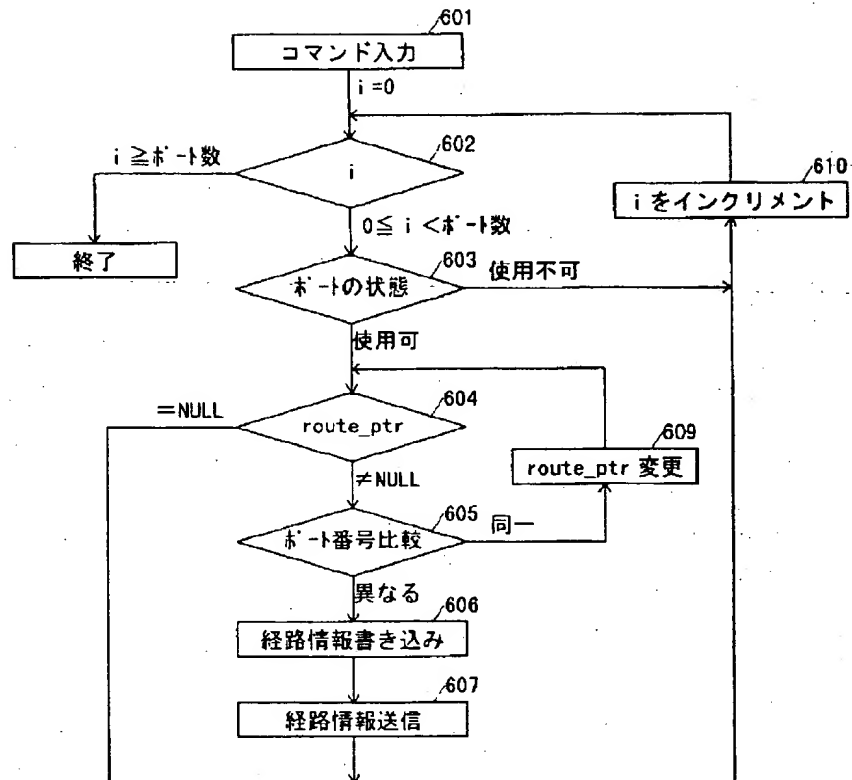 601
コマンド入力
i=0
602
i ≧ポート数
i
610
iをインクリメント
0≦ i <ポート数
終了
603
ポートの状態
使用不可
使用可
=NULL
604
route_ptr
609
route_ptr 変更
≠NULL
605
ポート番号比較
同一
異なる
606
経路情報書き込み
607
経路情報送信